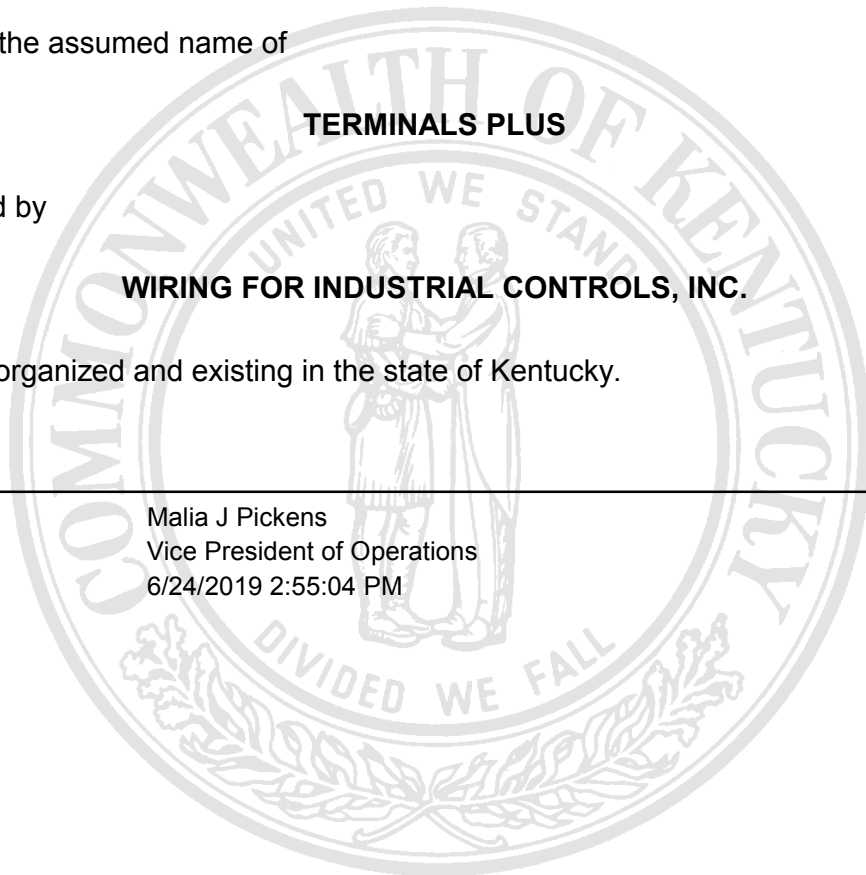 the assumed name of
TERMINALS PLUS
d by
WIRING FOR INDUSTRIAL CONTROLS, INC.
organized and existing in the state of Kentucky.
Malia J Pickens
Vice President of Operations
6/24/2019 2:55:04 PM
COMMONWEALTH OF KENTUCKY
UNITED WE STAND
DIVIDED WE FALL